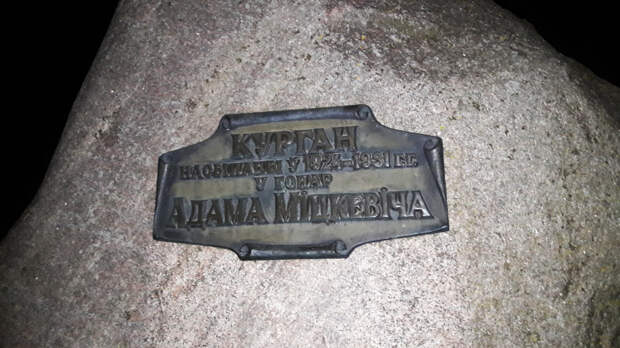 КУРГАН
НАСЫПАНЫ У 1924-1931 ГГ.
У ГОНАР
АДАМА МІЦКЕВІЧА